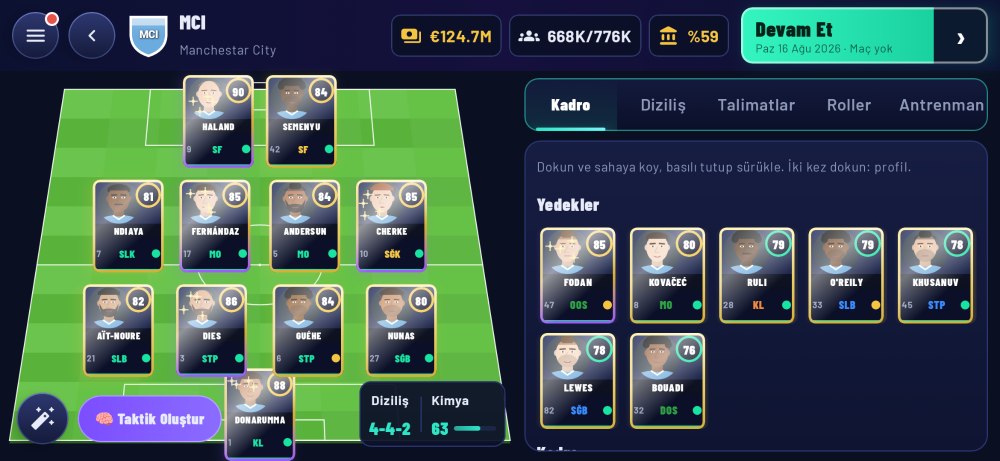 MCI
MCI
Manchestar City
€124.7M
668K/776K
%59
Devam Et
Paz 16 Ağu 2026 · Maç yok
Kadro
Diziliş
Talimatlar
Roller
Antrenman
Dokun ve sahaya koy, basılı tutup sürükle. İki kez dokun: profil.
Yedekler
90
HALAND
9 SF
84
SEMENYU
42 SF
81
NDIAYA
7 SLK
85
FERNÁNDAZ
17 MO
84
ANDERSUN
5 MO
85
CHERKE
10 SĞK
82
AÏT-NOURE
21 SLB
86
DIES
3 STP
84
GUÉHE
6 STP
80
NUNAS
27 SĞB
88
DONARUMMA
1 KL
Taktik Oluştur
Diziliş
4-4-2
Kimya
63
85
FODAN
47 OOS
80
KOVAČEĆ
8 MO
79
RULI
28 KL
79
O'REILY
33 SLB
78
KHUSANUV
45 STP
78
LEWES
82 SĞB
76
BOUADI
32 DOS